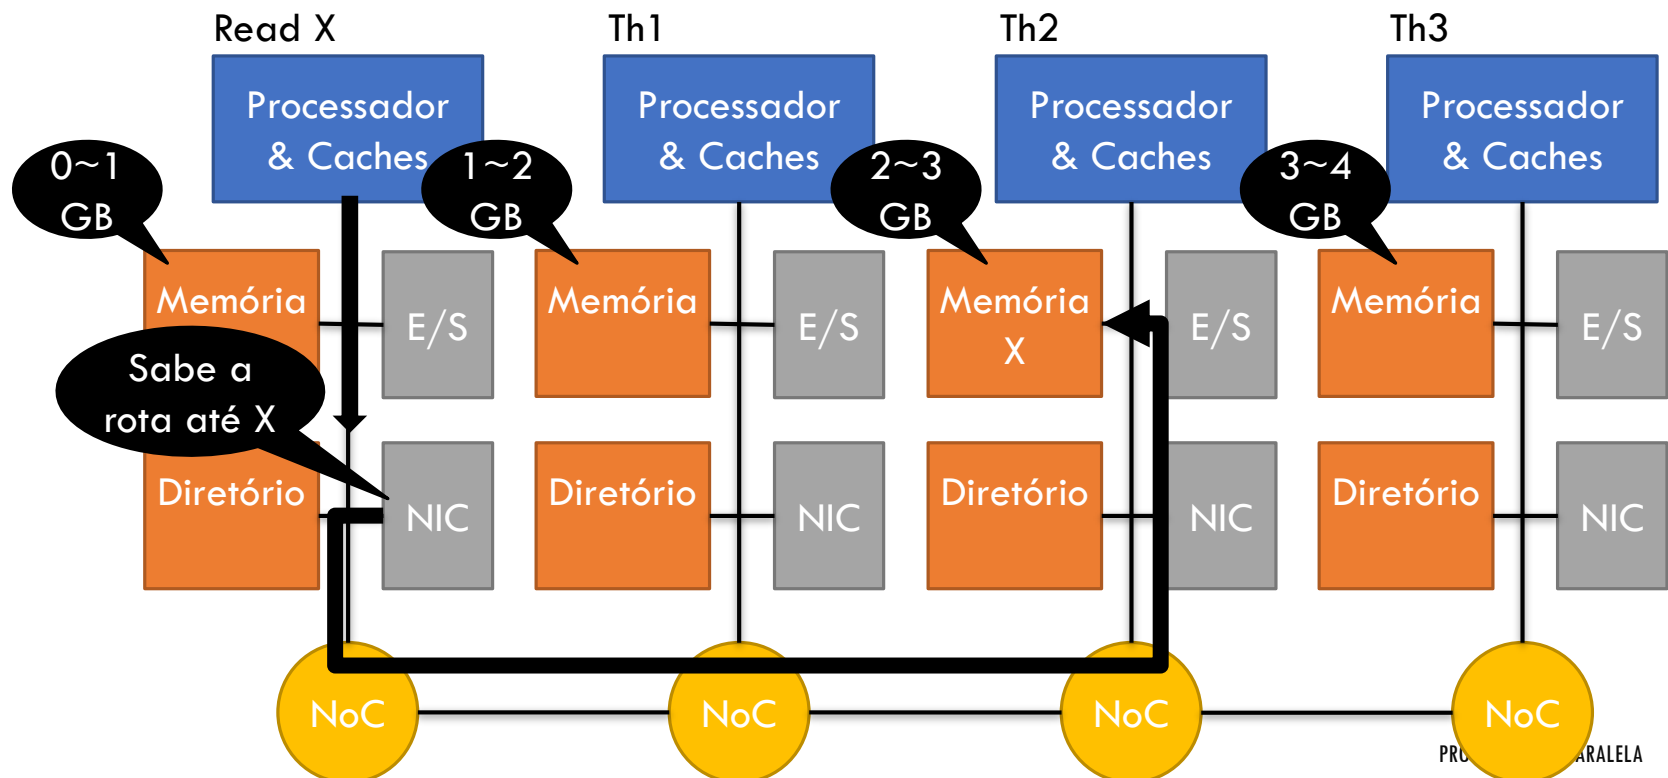 Read X
Th1
Th2
Th3
Processador
& Caches
Processador
& Caches
Processador
& Caches
Processador
& Caches
0~1
GB
1~2
GB
2~3
GB
3~4
GB
Memória
E/S
Memória
E/S
Memória
X
E/S
Memória
E/S
Sabe a
rota até X
Diretório
NIC
Diretório
NIC
Diretório
NIC
Diretório
NIC
NoC
NoC
NoC
NoC